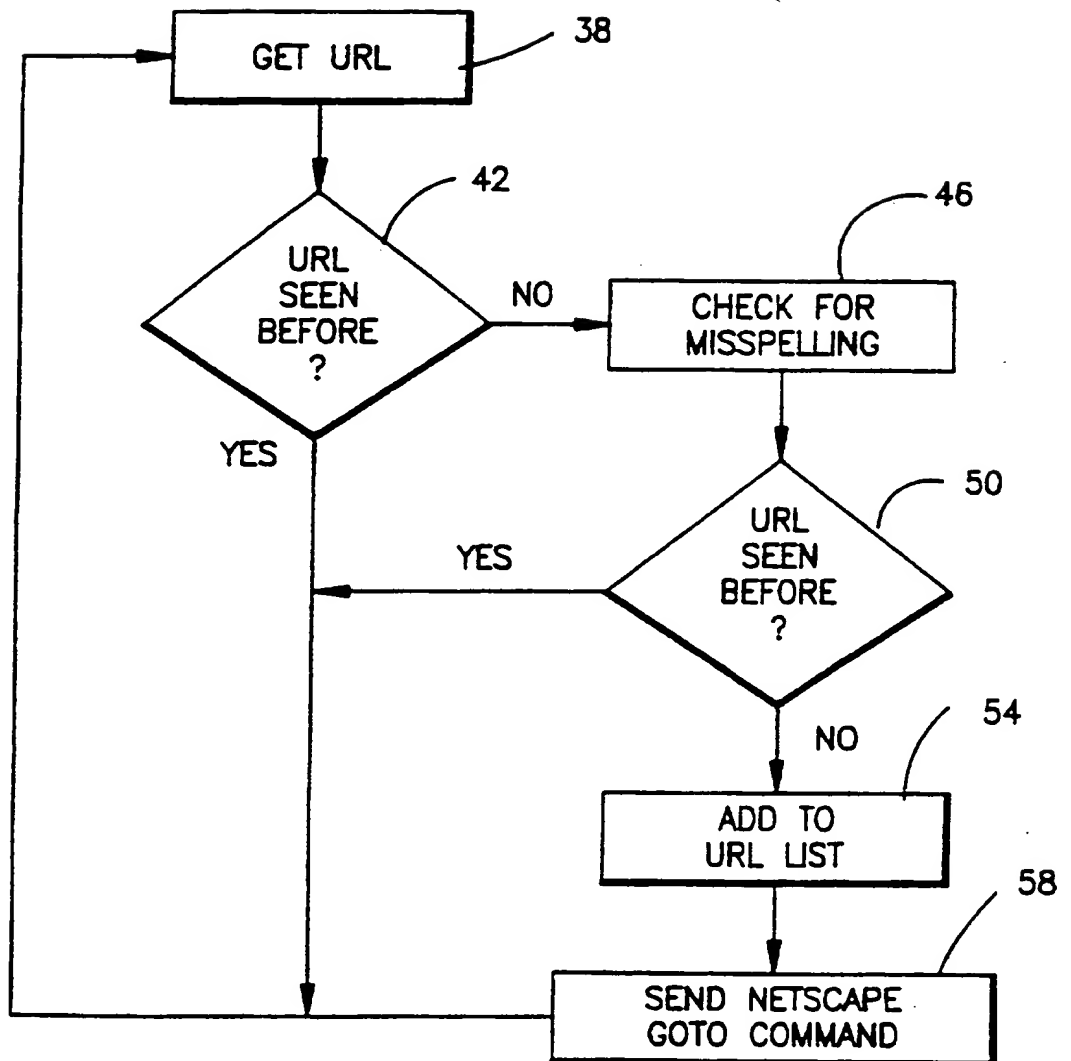 GET URL
38
42
URL
SEEN
BEFORE
?
NO
46
CHECK FOR
MISSPELLING
YES
50
URL
SEEN
BEFORE
?
YES
NO
54
ADD TO
URL LIST
58
SEND NETSCAPE
GOTO COMMAND